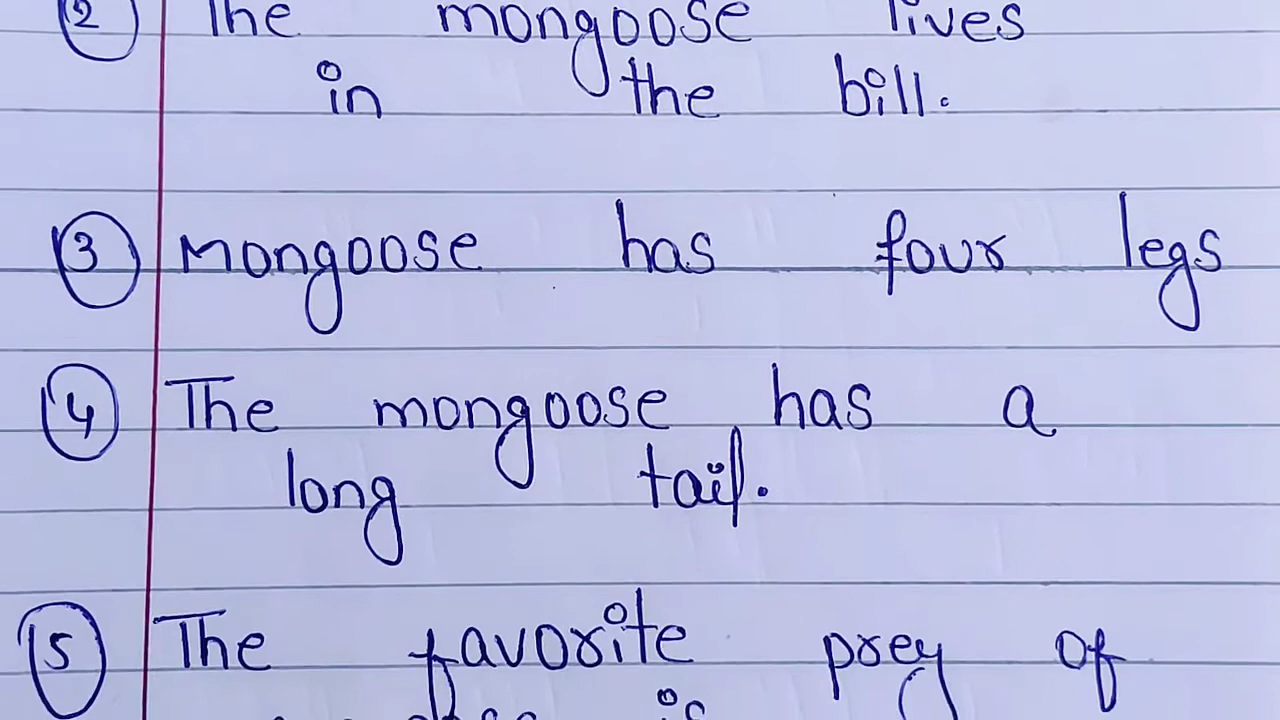 2 The mongoose lives
in the bill.
3 Mongoose has four legs
4 The mongoose has a
long tail.
5 The favorite prey of
is